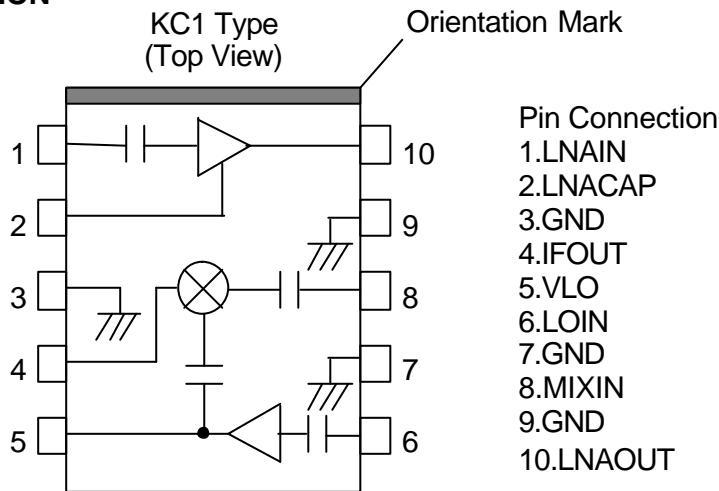 KC1 Type
(Top View)
Orientation Mark
1
2
3
4
5
10
9
8
7
6
Pin Connection
1.LNAIN
2.LNACAP
3.GND
4.IFOUT
5.VLO
6.LOIN
7.GND
8.MIXIN
9.GND
10.LNAOUT